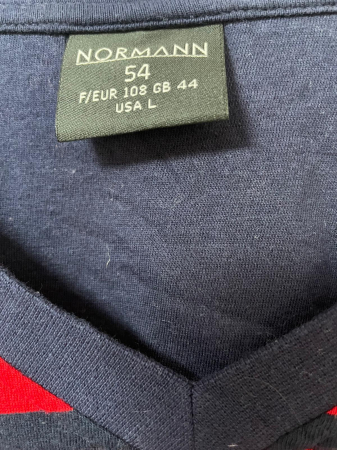 NORMANN
54
F/EUR 108 GB 44
USA L